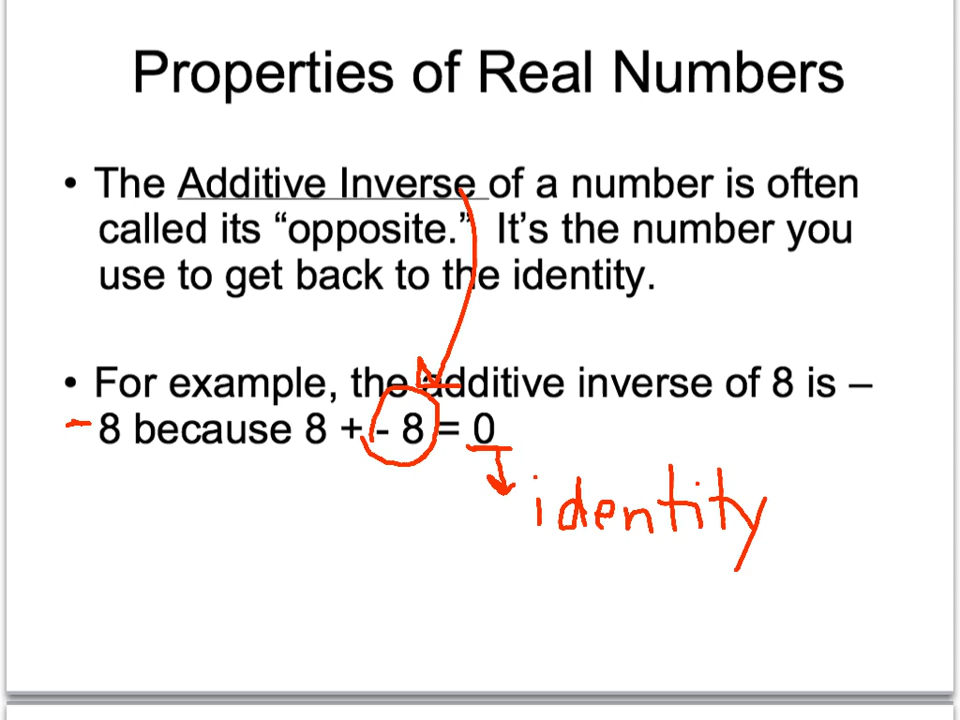 Properties of Real Numbers
• The Additive Inverse of a number is often
called its “opposite.” It’s the number you
use to get back to the identity.
• For example, the additive inverse of 8 is –
- 8 because 8 + - 8 = 0
identity